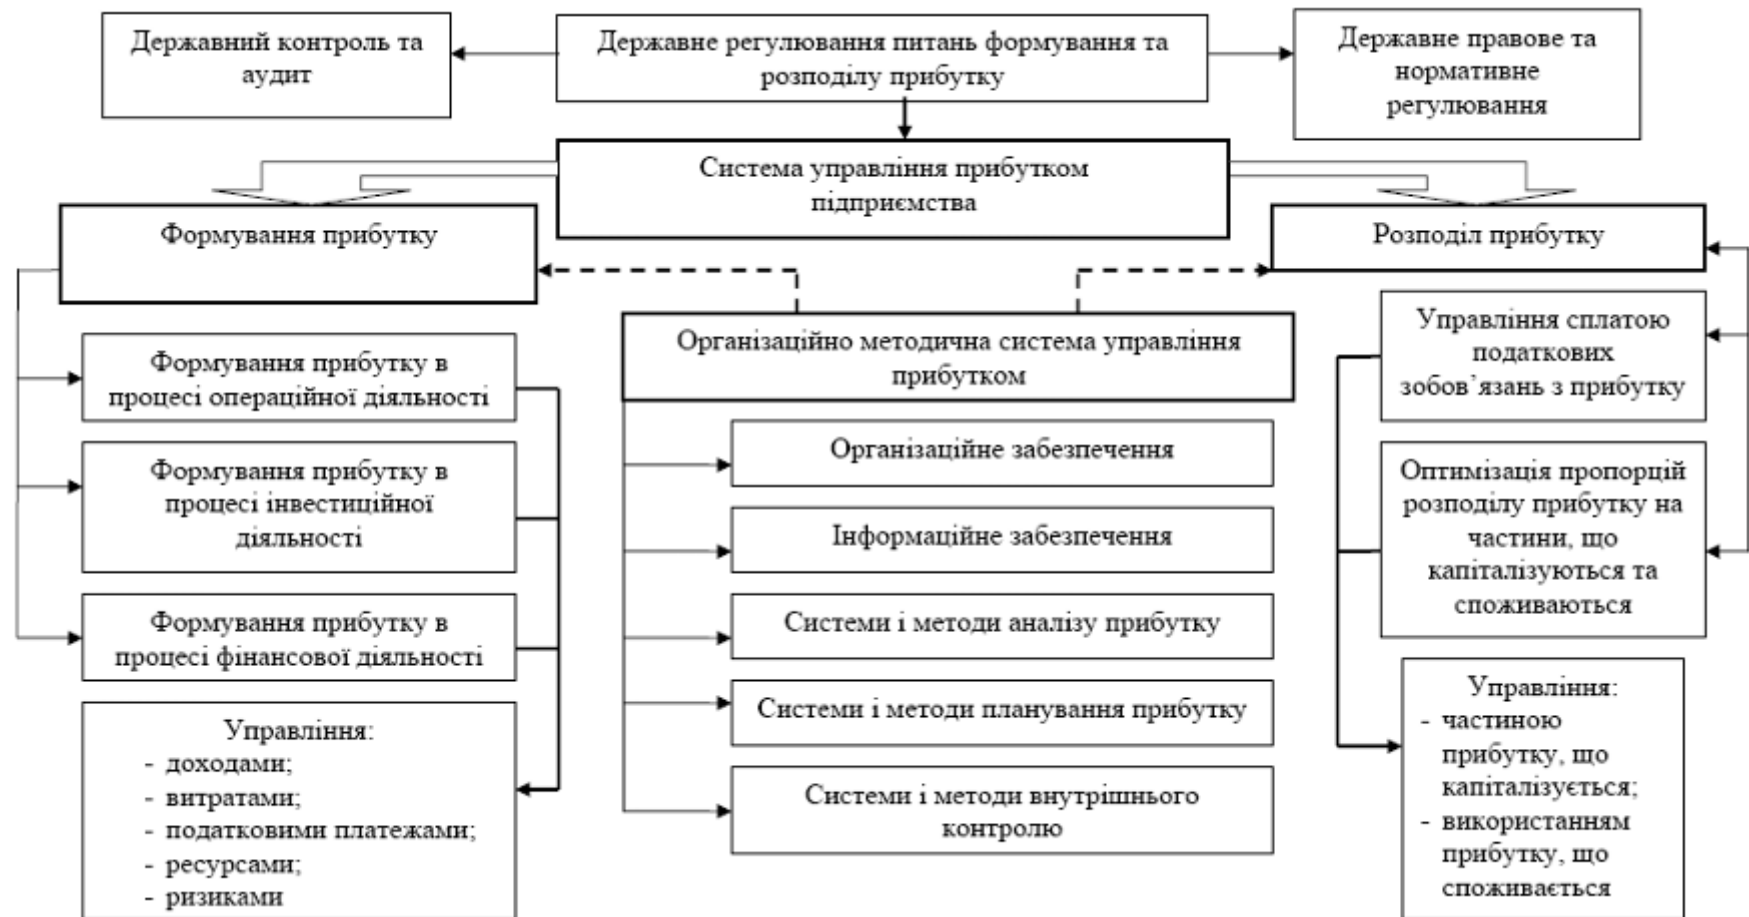 Державний контроль та
аудит
Державне регулювання питань формування та
розподілу прибутку
Державне правове та
нормативне
регулювання
Система управління прибутком
підприємства
Формування прибутку
Розподіл прибутку
Організаційно методична система управління
прибутком
Формування прибутку в
процесі операційної діяльності
Формування прибутку в
процесі інвестиційної
діяльності
Формування прибутку в
процесі фінансової діяльності
Управління:
- доходами;
- витратами;
- податковими платежами;
- ресурсами;
- ризиками
Організаційне забезпечення
Інформаційне забезпечення
Системи і методи аналізу прибутку
Системи і методи планування прибутку
Системи і методи внутрішнього
контролю
Управління сплатою
податкових
зобов’язань з прибутку
Оптимізація пропорцій
розподілу прибутку на
частини, що
капіталізуються та
споживаються
Управління:
- частиною
прибутку, що
капіталізується;
- використанням
прибутку, що
споживається